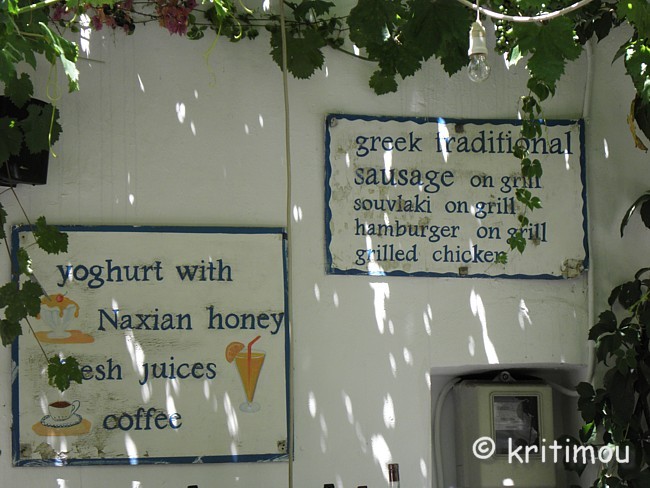 greek traditional
sausage on grill
souvlaki on grill
hamburger on grill
grilled chicken
yoghurt with
Naxian honey
esh juices
coffee
© kritimou